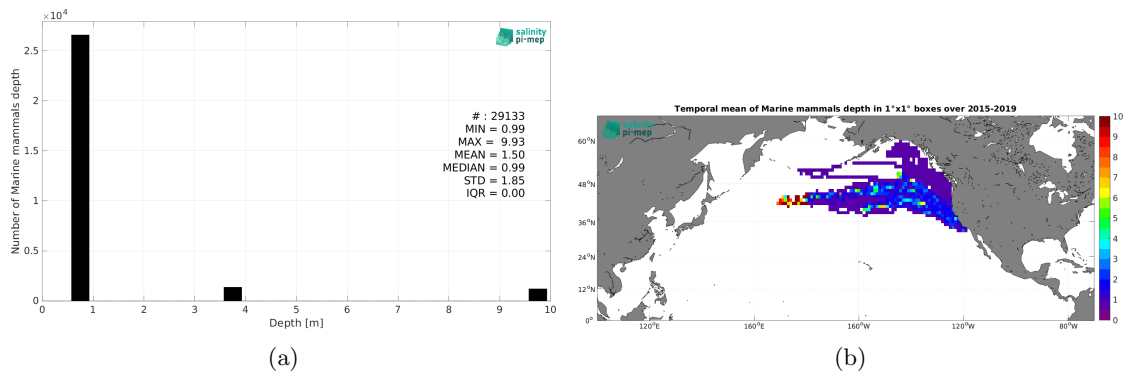 ×10⁴
salinity
pi-mep
Number of Marine mammals depth
2.5
2
1.5
1
0.5
0
# : 29133
MIN = 0.99
MAX = 9.93
MEAN = 1.50
MEDIAN = 0.99
STD = 1.85
IQR = 0.00
0 1 2 3 4 5 6 7 8 9 10
Depth [m]
(a)
Temporal mean of Marine mammals depth in 1°x1° boxes over 2015-2019
salinity
pi-mep
60°N
48°N
36°N
24°N
12°N
0°
120°E 160°E 160°W 120°W 80°W
10
9
8
7
6
5
4
3
2
1
0
(b)